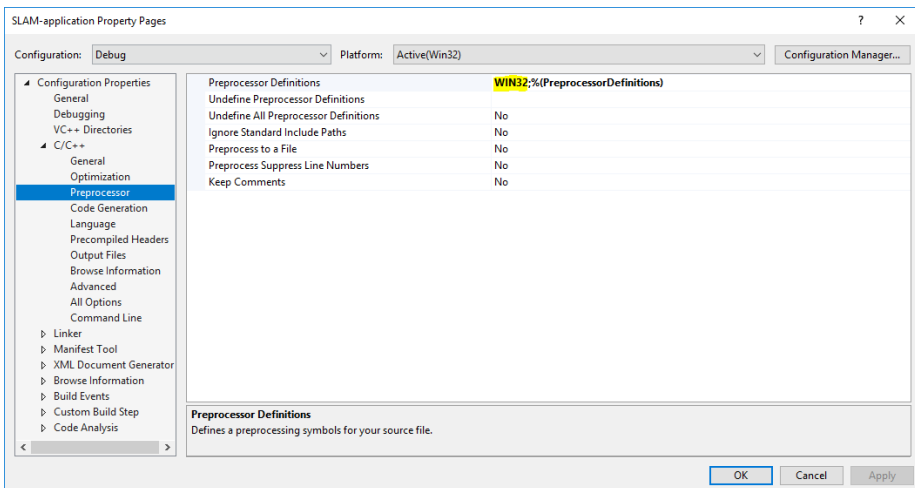 SLAM-application Property Pages
? ×
Configuration: Debug Platform: Active(Win32) Configuration Manager...
Configuration Properties
General
Debugging
VC++ Directories
C/C++
General
Optimization
Preprocessor
Code Generation
Language
Precompiled Headers
Output Files
Browse Information
Advanced
All Options
Command Line
Linker
Manifest Tool
XML Document Generator
Browse Information
Build Events
Custom Build Step
Code Analysis
Preprocessor Definitions WIN32;%(PreprocessorDefinitions)
Undefine Preprocessor Definitions
Undefine All Preprocessor Definitions No
Ignore Standard Include Paths No
Preprocess to a File No
Preprocess Suppress Line Numbers No
Keep Comments No
Preprocessor Definitions
Defines a preprocessing symbols for your source file.
OK Cancel Apply